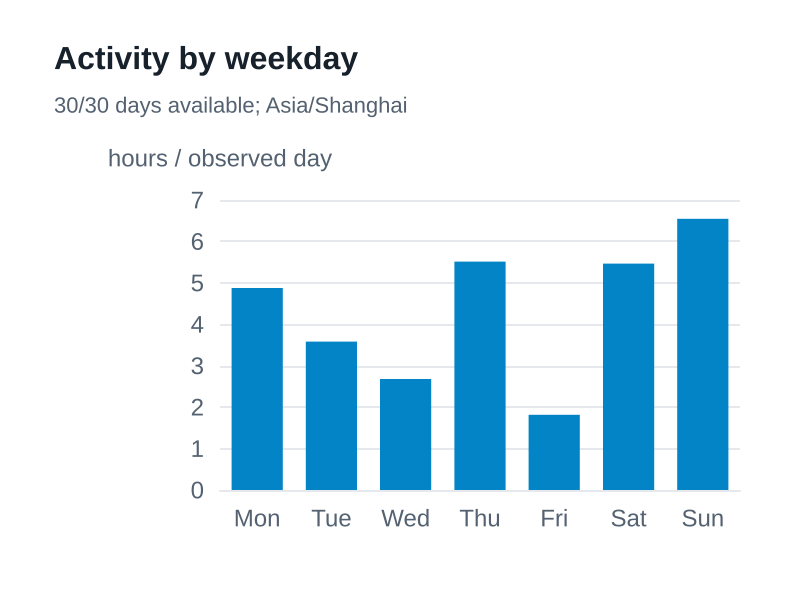 Activity by weekday
30/30 days available; Asia/Shanghai
hours / observed day
7
6
5
4
3
2
1
0
Mon Tue Wed Thu Fri Sat Sun